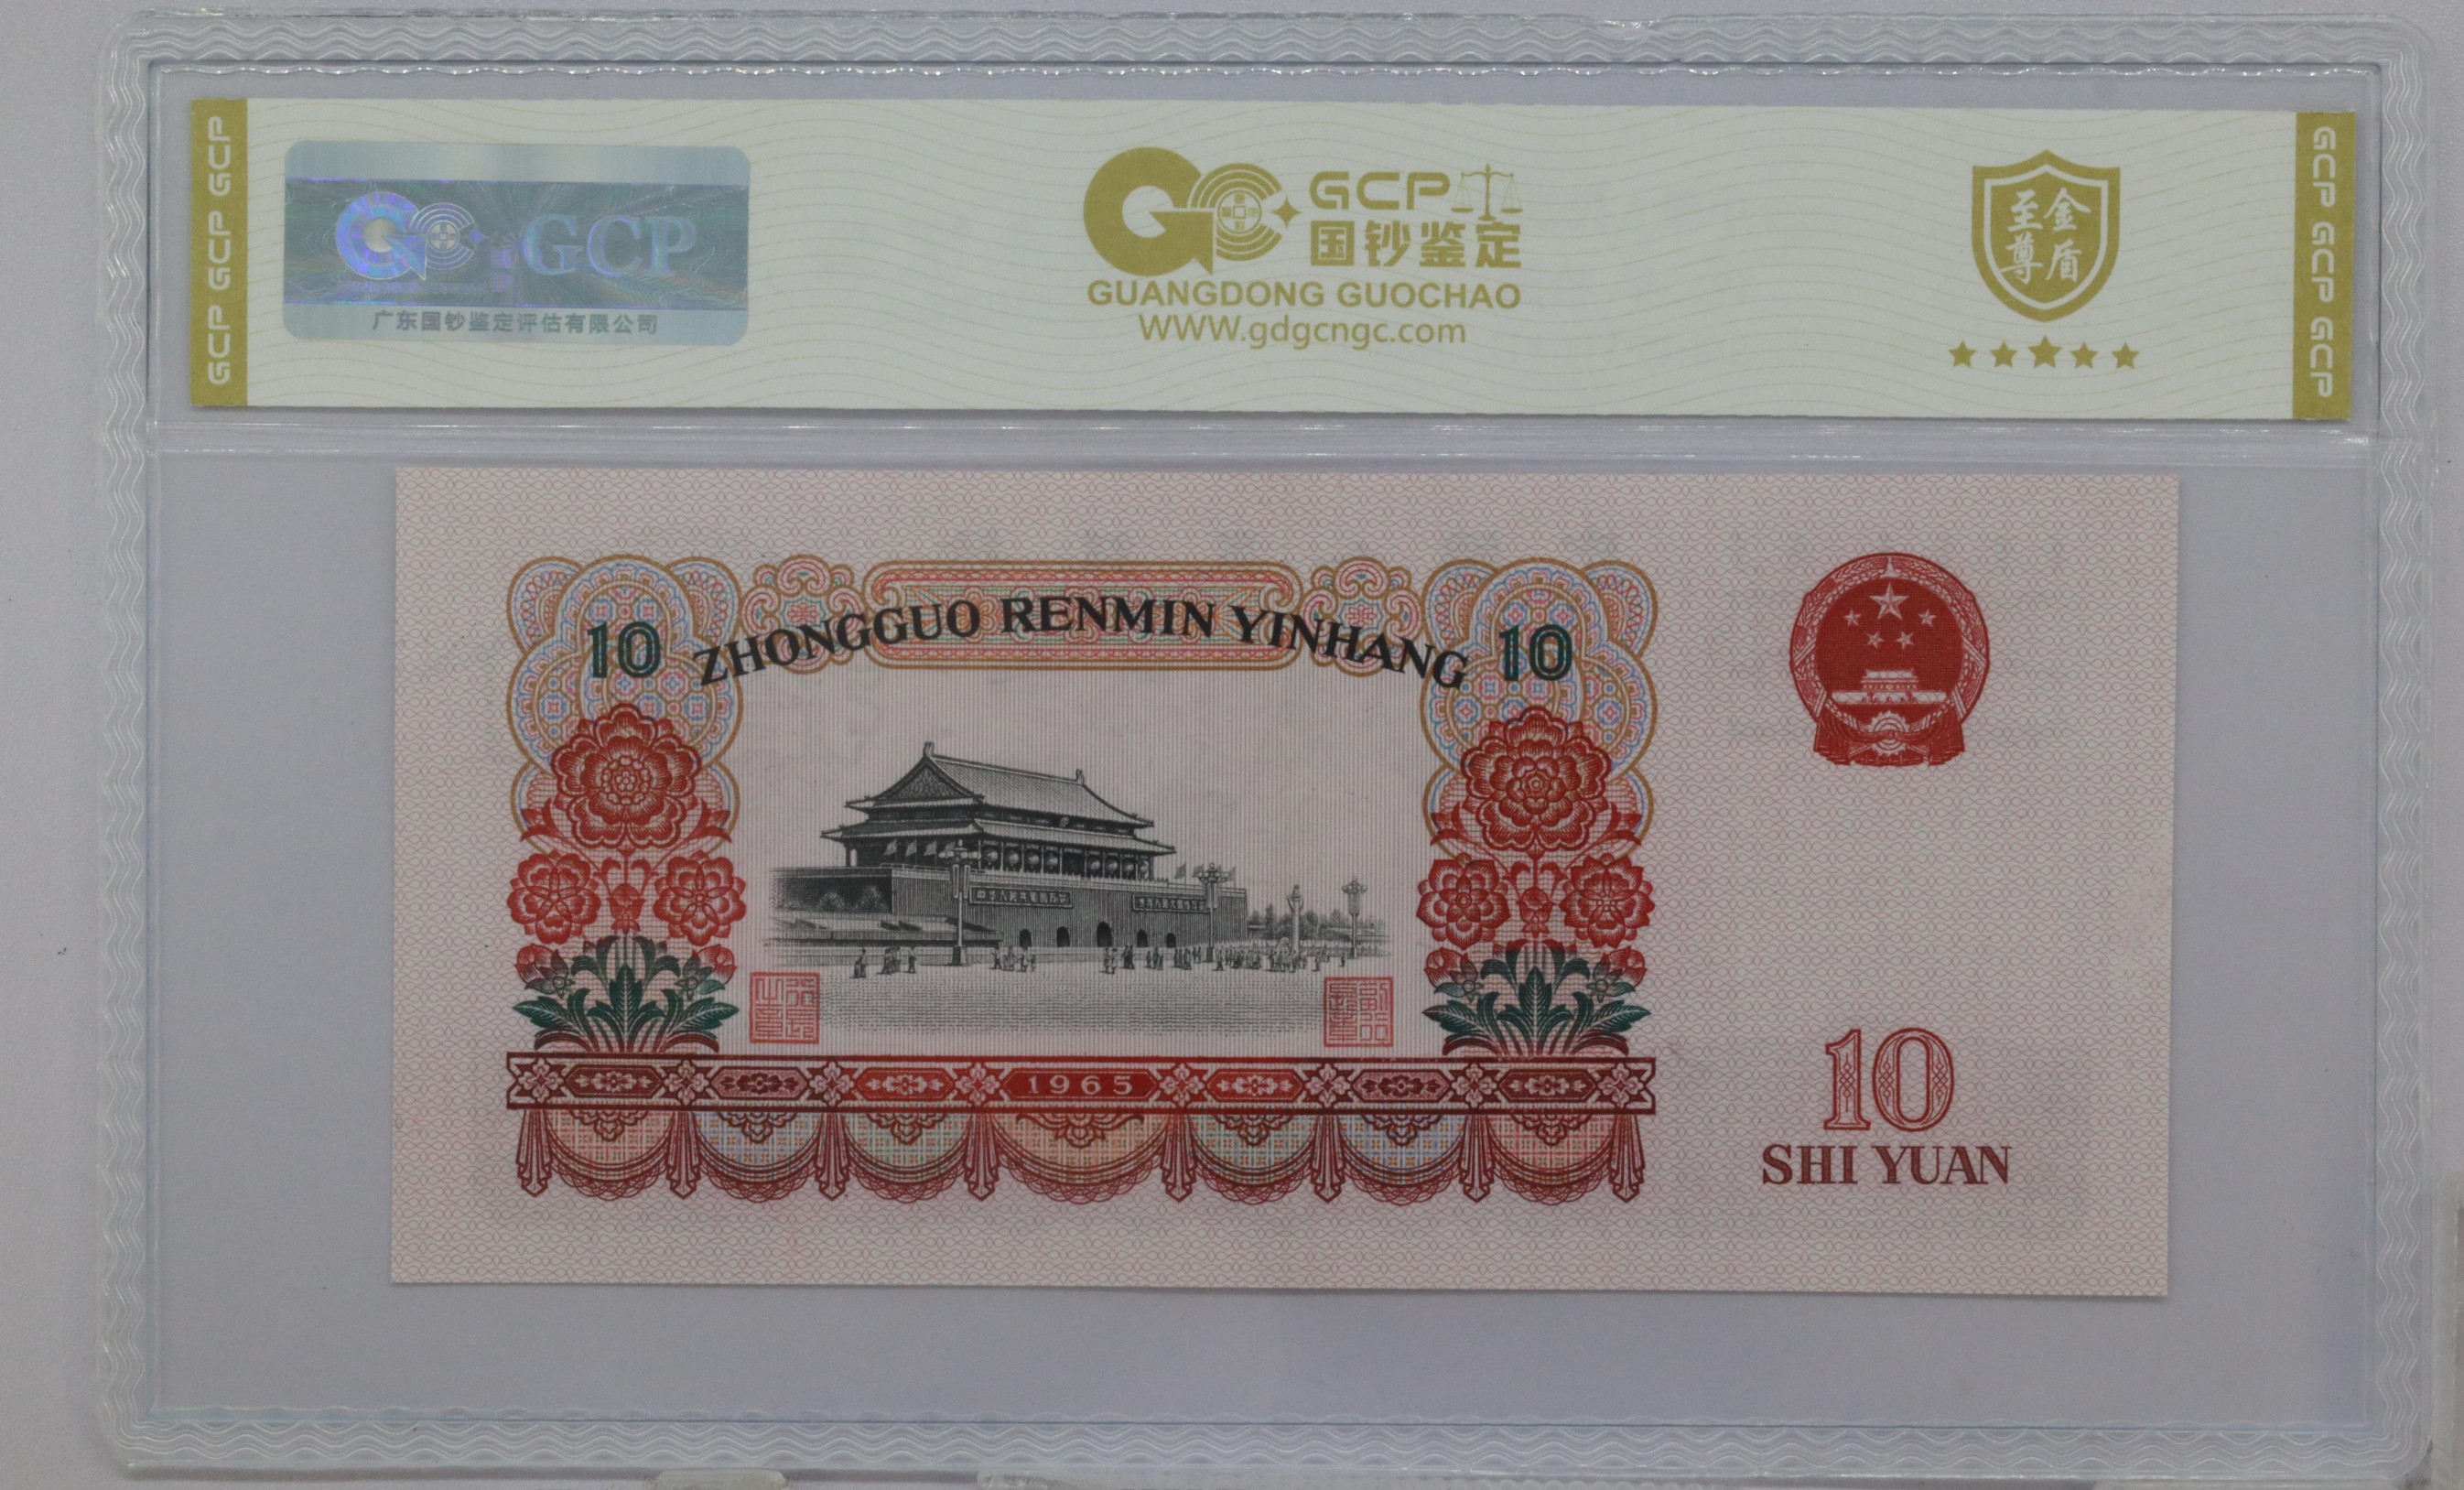 GCP GCP GCP
GCP
广东国钞鉴定评估有限公司
GCP
国钞鉴定
GUANGDONG GUOCHAO
WWW.gdgcngc.com
至金
尊盾
GCP GCP GCP
ZHONGGUO RENMIN YINHANG
10
10
1965
10
SHI YUAN